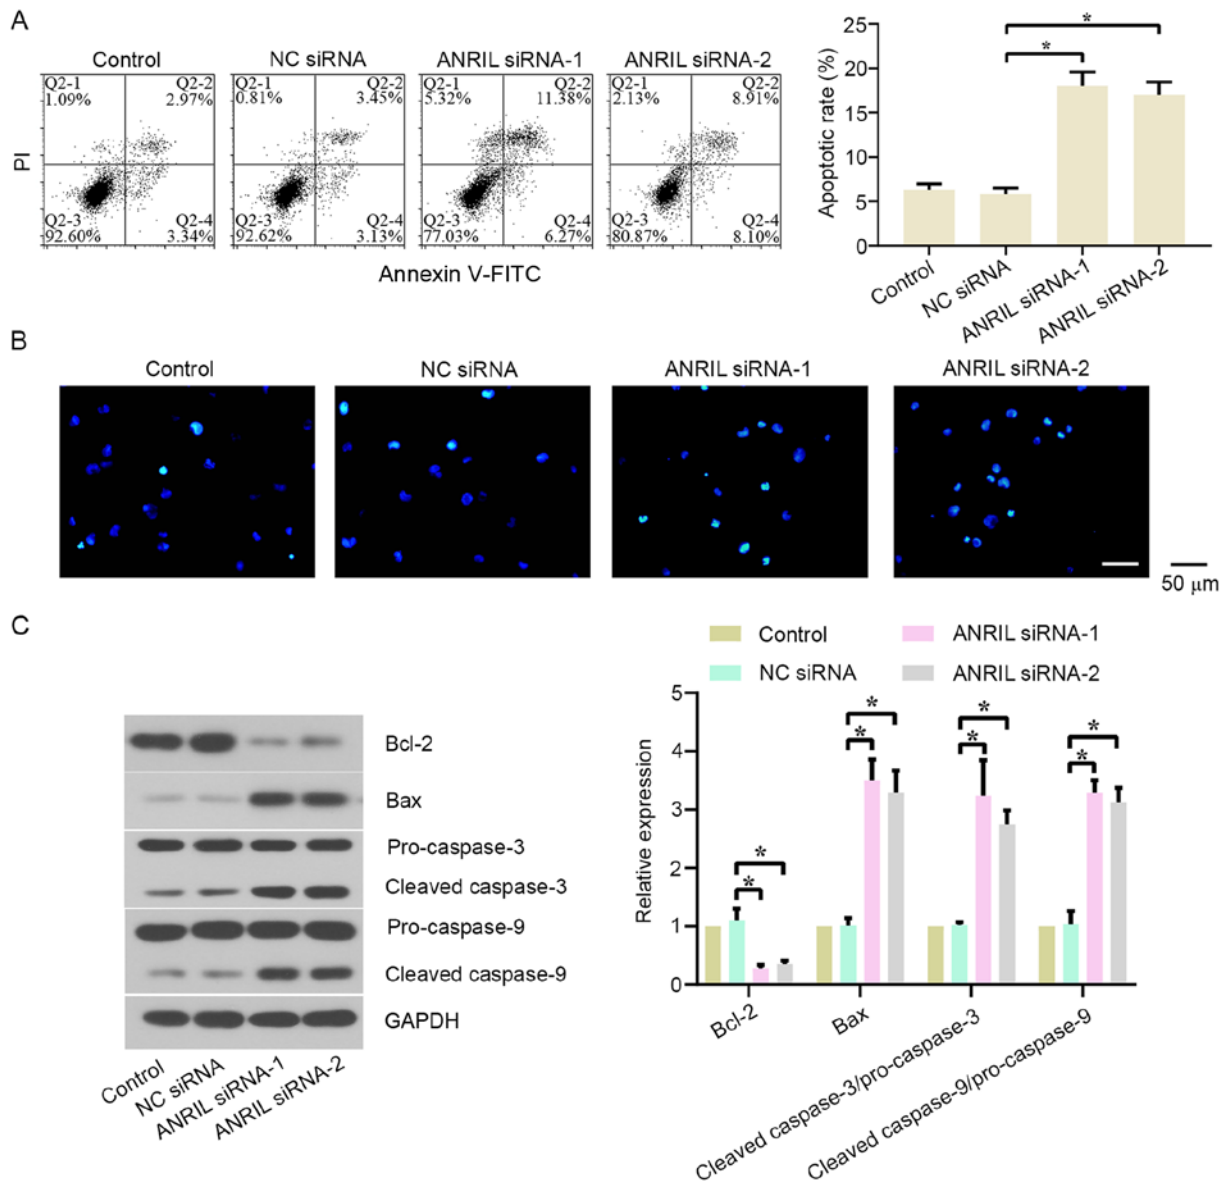 A
Control
NC siRNA
ANRIL siRNA-1
ANRIL siRNA-2
Q2-1
Q2-2
1.09%
2.97%
Q2-3
Q2-4
92.60%
3.34%
Q2-1
Q2-2
0.81%
3.45%
Q2-3
Q2-4
92.62%
3.13%
Q2-1
Q2-2
5.32%
11.38%
Q2-3
Q2-4
77.03%
6.27%
Q2-1
Q2-2
2.13%
8.91%
Q2-3
Q2-4
80.87%
8.10%
PI
Annexin V-FITC
Apoptotic rate (%)
25
20
15
10
5
0
*
*
Control
NC siRNA
ANRIL siRNA-1
ANRIL siRNA-2
B
Control
NC siRNA
ANRIL siRNA-1
ANRIL siRNA-2
50 μm
C
Bcl-2
Bax
Pro-caspase-3
Cleaved caspase-3
Pro-caspase-9
Cleaved caspase-9
GAPDH
Control
NC siRNA
ANRIL siRNA-1
ANRIL siRNA-2
Control
NC siRNA
ANRIL siRNA-1
ANRIL siRNA-2
Relative expression
5
4
3
2
1
0
*
*
*
*
*
*
*
*
Bcl-2
Bax
Cleaved caspase-3/pro-caspase-3
Cleaved caspase-9/pro-caspase-9